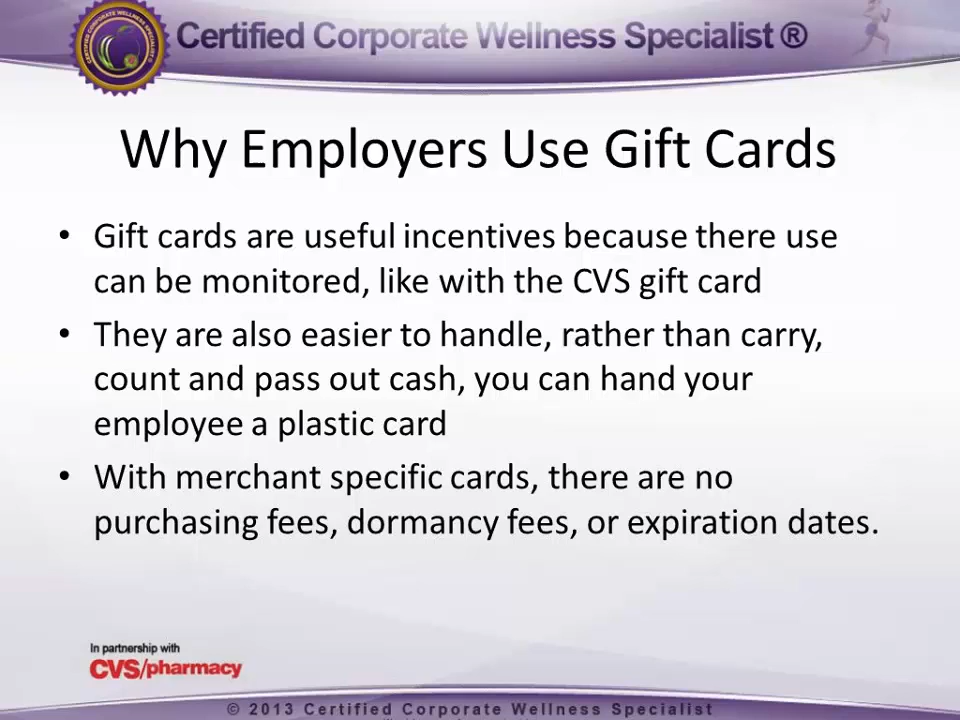 Certified Corporate Wellness Specialist ®
Why Employers Use Gift Cards
• Gift cards are useful incentives because there use
can be monitored, like with the CVS gift card
• They are also easier to handle, rather than carry,
count and pass out cash, you can hand your
employee a plastic card
• With merchant specific cards, there are no
purchasing fees, dormancy fees, or expiration dates.
In partnership with
CVS/pharmacy
© 2013 Certified Corporate Wellness Specialist